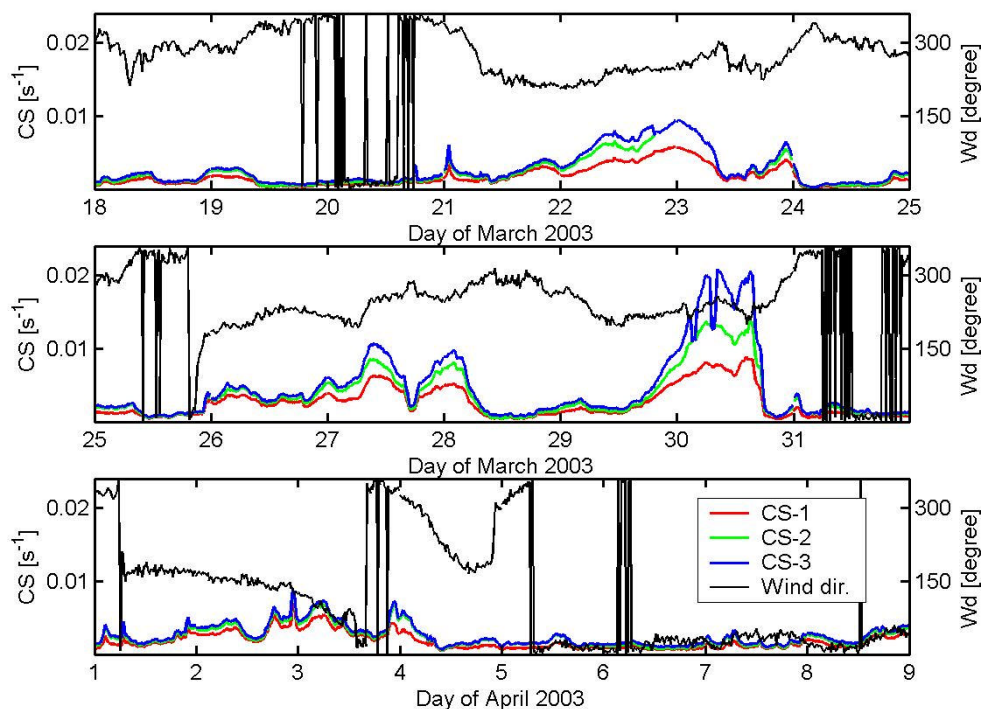 0.02
0.01
CS [s-1]
300
150
Wd [degree]
18 19 20 21 22 23 24 25
Day of March 2003
0.02
0.01
CS [s-1]
300
150
Wd [degree]
25 26 27 28 29 30 31
Day of March 2003
0.02
0.01
CS [s-1]
300
150
Wd [degree]
CS-1
CS-2
CS-3
Wind dir.
1 2 3 4 5 6 7 8 9
Day of April 2003